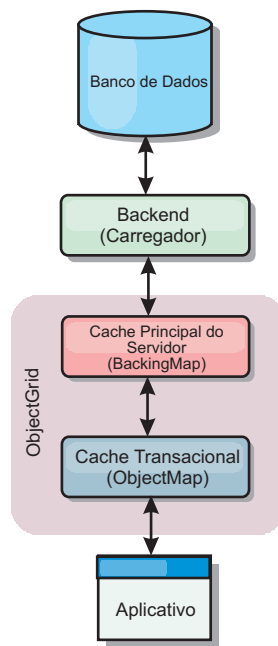 Banco de Dados
Backend
(Carregador)
ObjectGrid
Cache Principal do
Servidor
(BackingMap)
Cache Transacional
(ObjectMap)
Aplicativo